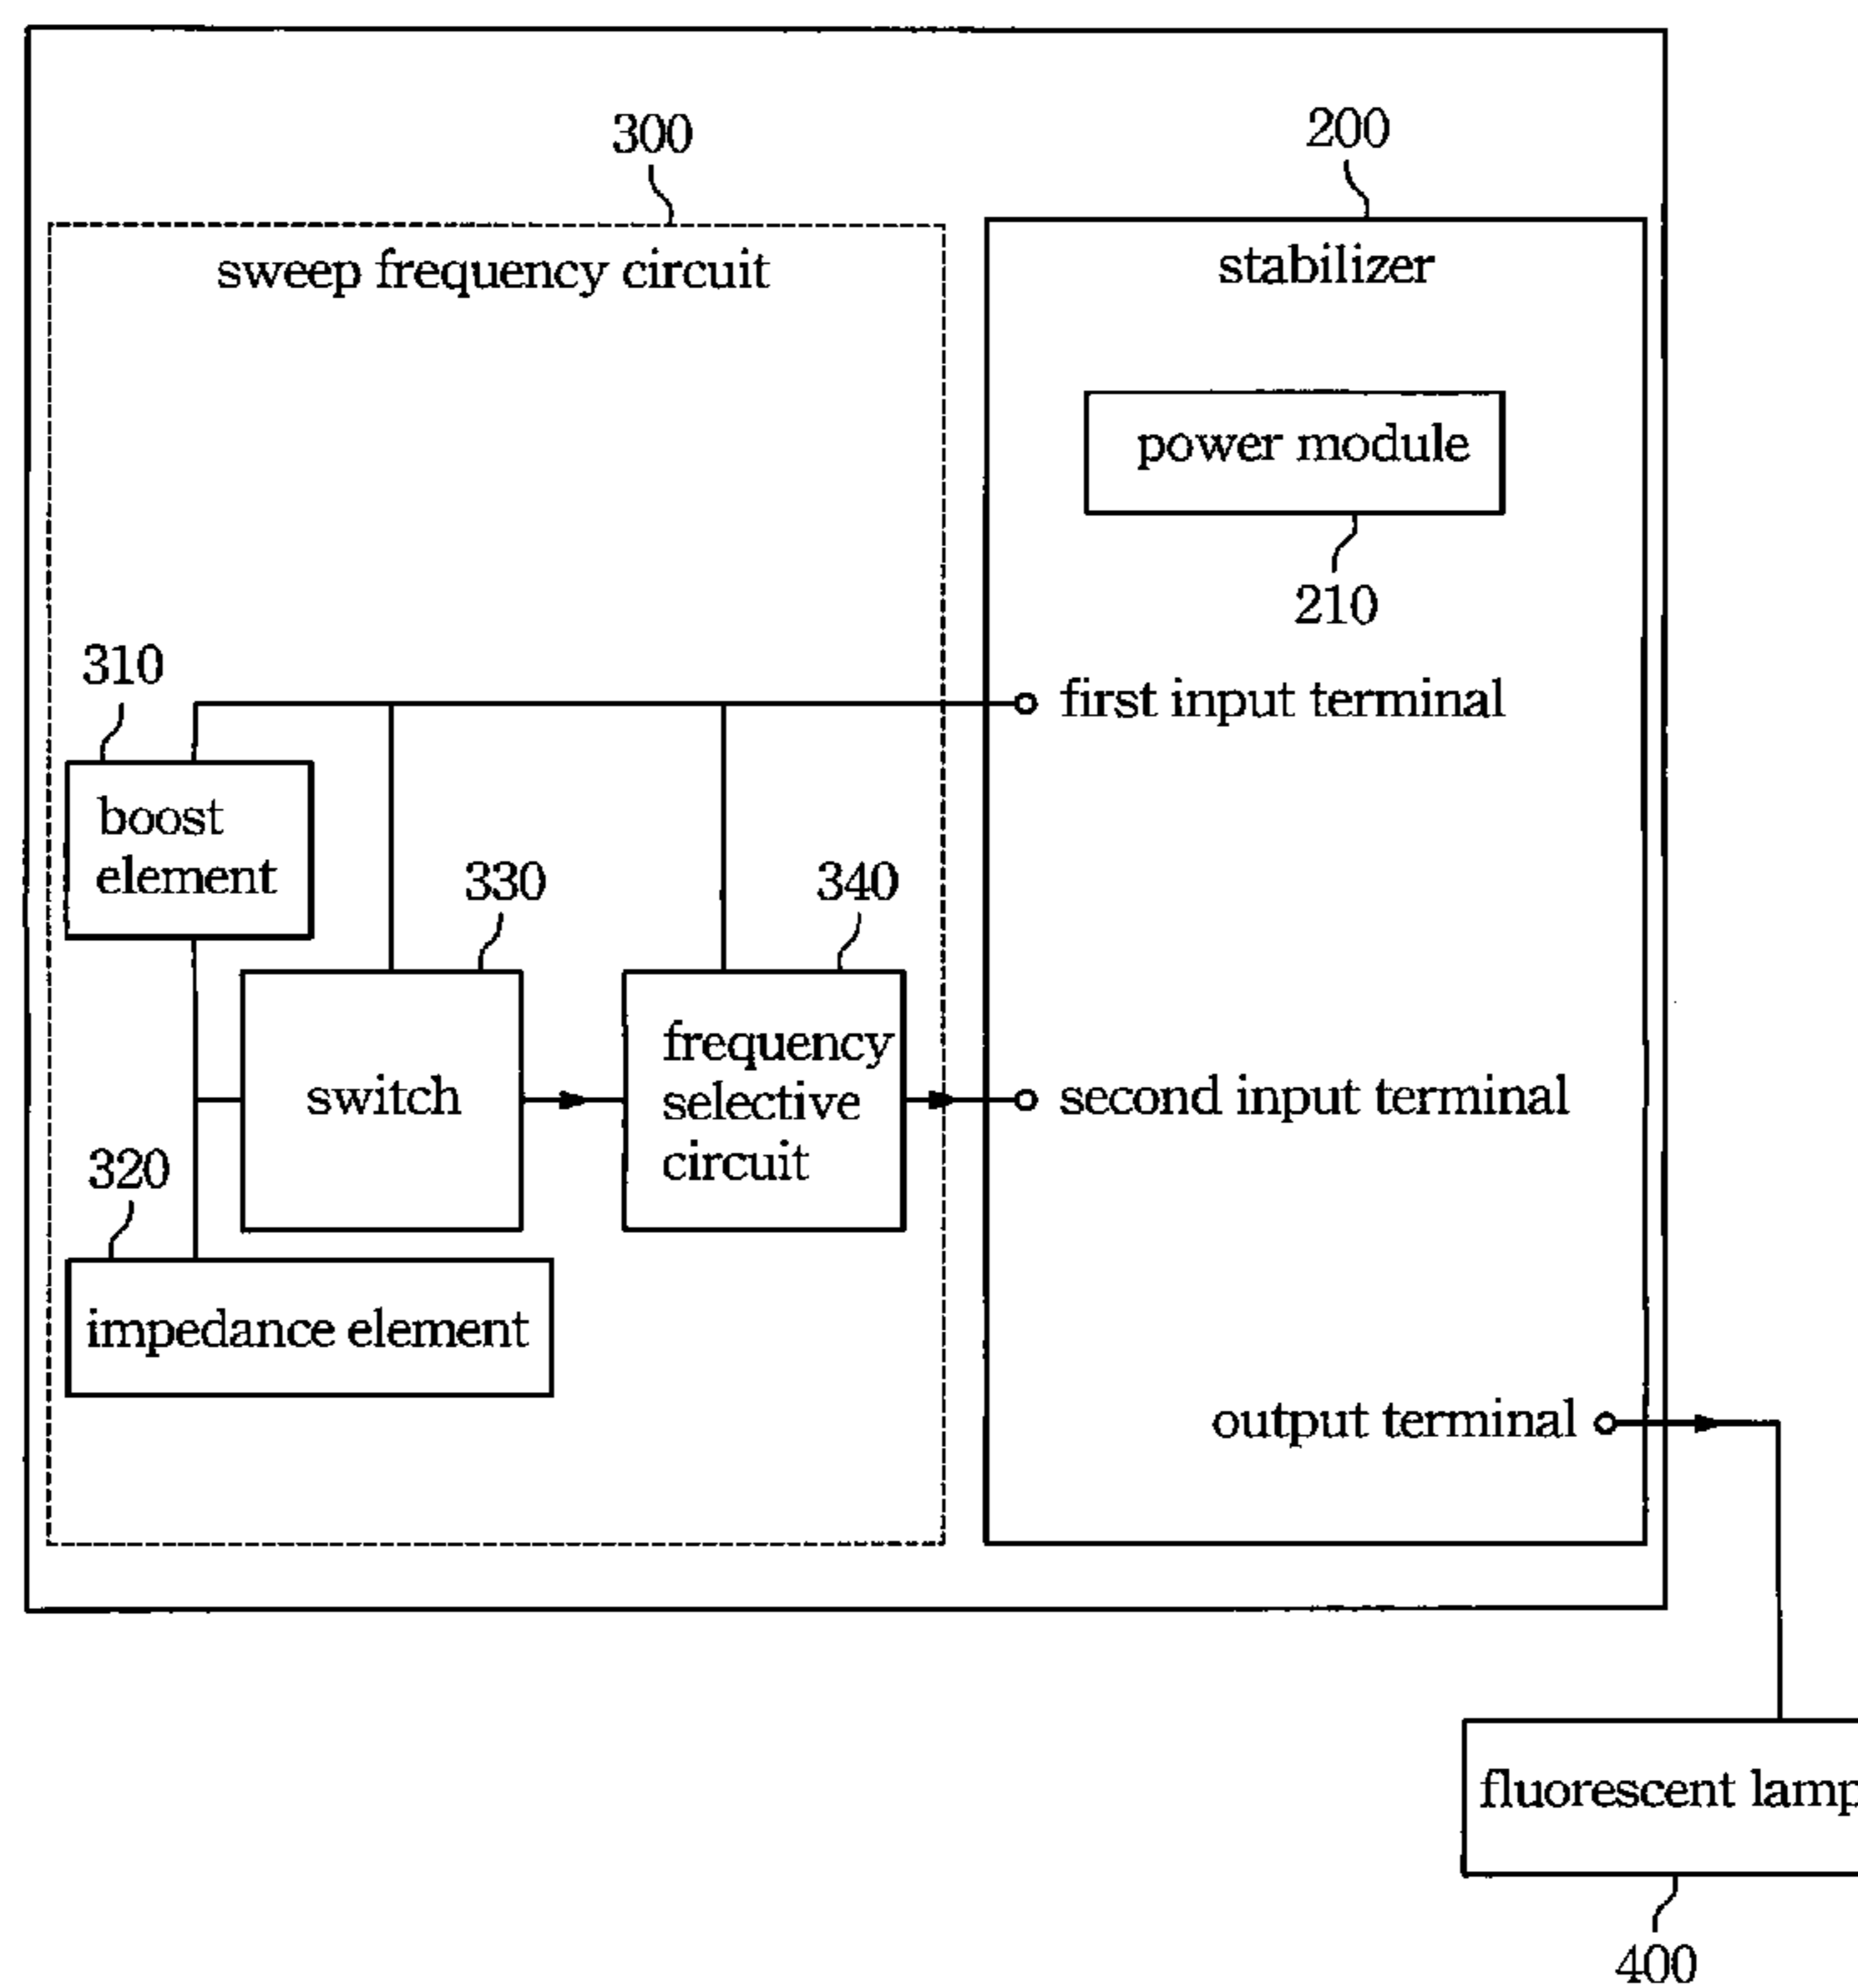 300
200
sweep frequency circuit
stabilizer
power module
210
310
first input terminal
boost
element
330
340
frequency
selective
circuit
switch
second input terminal
320
impedance element
output terminal
fluorescent lamp
400